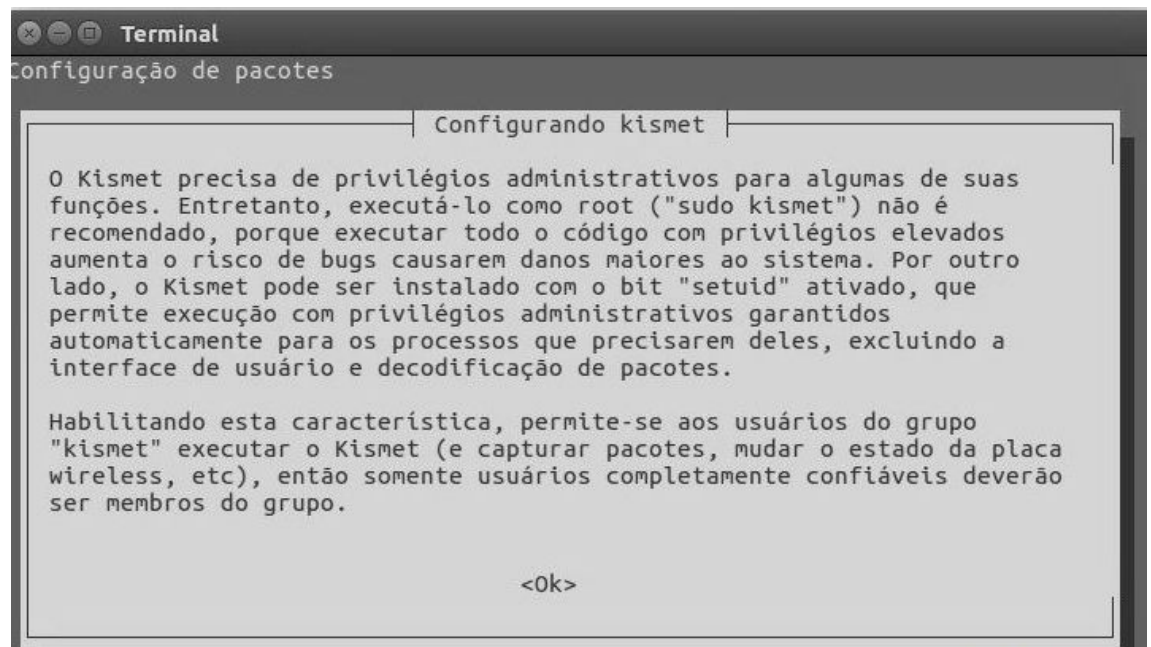 Terminal
Configuração de pacotes
Configurando kismet
O Kismet precisa de privilégios administrativos para algumas de suas
funções. Entretanto, executá-lo como root ("sudo kismet") não é
recomendado, porque executar todo o código com privilégios elevados
aumenta o risco de bugs causarem danos maiores ao sistema. Por outro
lado, o Kismet pode ser instalado com o bit "setuid" ativado, que
permite execução com privilégios administrativos garantidos
automaticamente para os processos que precisarem deles, excluindo a
interface de usuário e decodificação de pacotes.
Habilitando esta característica, permite-se aos usuários do grupo
"kismet" executar o Kismet (e capturar pacotes, mudar o estado da placa
wireless, etc), então somente usuários completamente confiáveis deverão
ser membros do grupo.
<Ok>